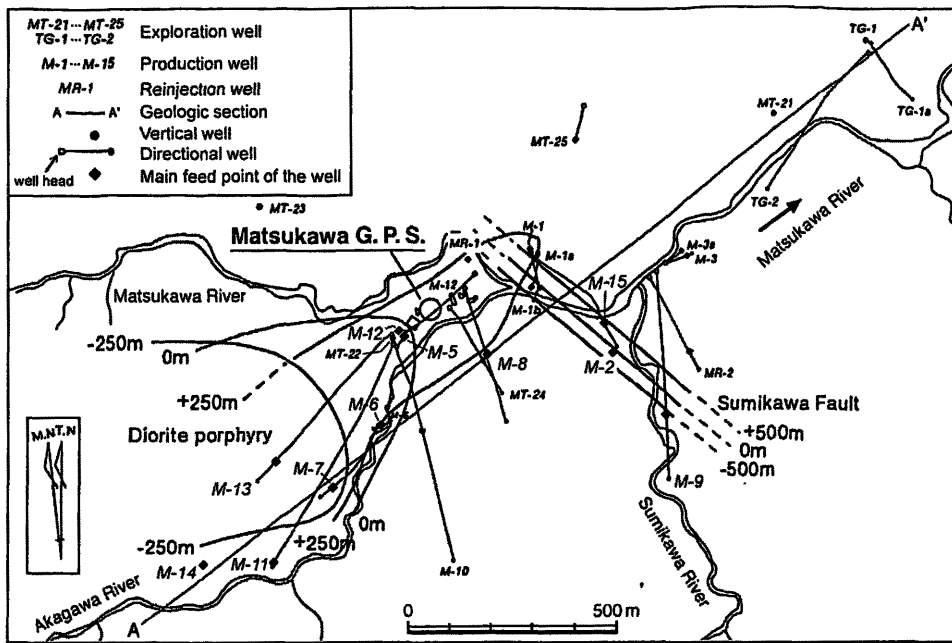 MT-21···MT-25
TG-1···TG-2
Exploration well
M-1···M-15 Production well
MR-1 Reinjection well
A A' Geologic section
Vertical well
Directional well
well head
Main feed point of the well
TG-1
A'
MT-21
TG-1a
MT-25
TG-2
Matsukawa River
MT-23
Matsukawa G. P. S.
MR-1
M-1
M-1a
M-3a
M-3
M-12
M-15
M-1b
Matsukawa River
-250m
0m
M-12
MT-22
M-5
M-8
M-2
MR-2
+250m
MT-24
M-6
Sumikawa Fault
+500m
0m
-500m
Diorite porphyry
M.N T.N
M-7
M-13
M-9
0m
+250m
-250m
M-14
M-11
M-10
Sumikawa River
Akagawa River
A
0 500 m